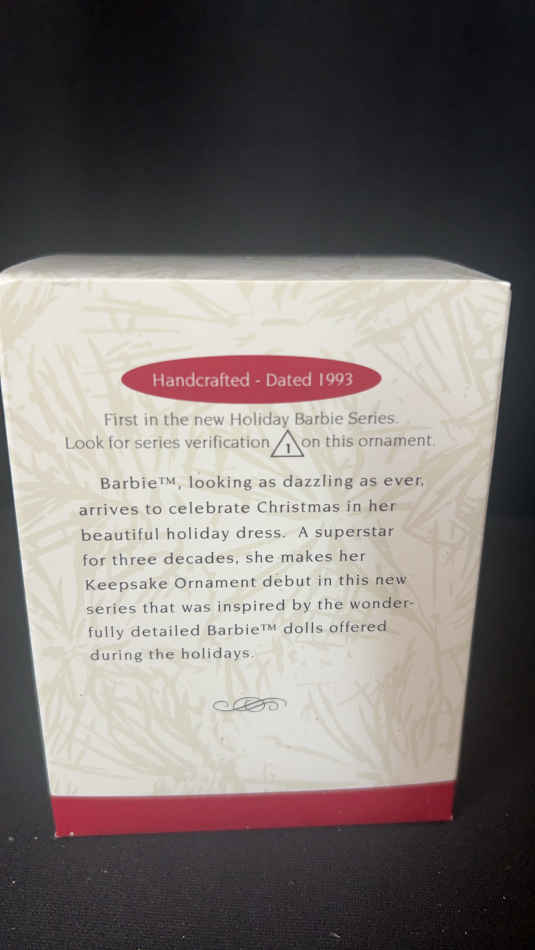 Handcrafted - Dated 1993
First in the new Holiday Barbie Series.
Look for series verification 1 on this ornament.
Barbie™, looking as dazzling as ever,
arrives to celebrate Christmas in her
beautiful holiday dress. A superstar
for three decades, she makes her
Keepsake Ornament debut in this new
series that was inspired by the wonder-
fully detailed Barbie™ dolls offered
during the holidays.